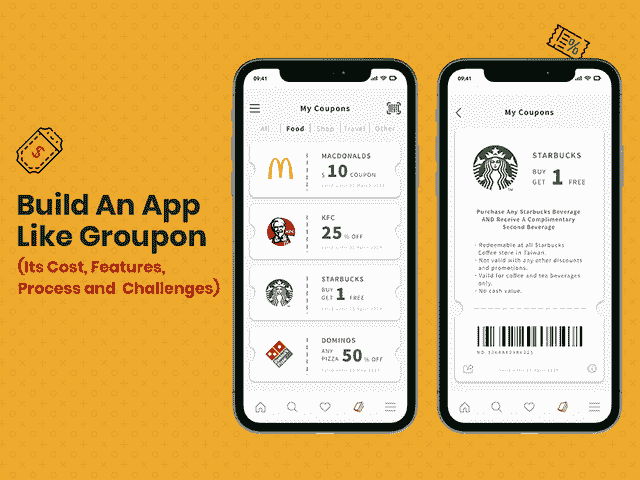 Build An App
Like Groupon
(Its Cost, Features,
Process and Challenges)
09:41
My Coupons
All Food Shop Travel Other
MACDONALDS
$ 10 COUPON
KFC
25 % OFF
STARBUCKS
BUY
GET 1 FREE
DOMINOS
ANY
PIZZA 50 % OFF
09:41
My Coupons
STARBUCKS
BUY
GET 1 FREE
Purchase Any Starbucks Beverage
AND Receive A Complimentary
Second Beverage
- Redeemable at all Starbucks
Coffee store in Taiwan.
- Not valid with any other discounts
and promotions.
- Valid for coffee and tea beverages
only.
- No cash value.